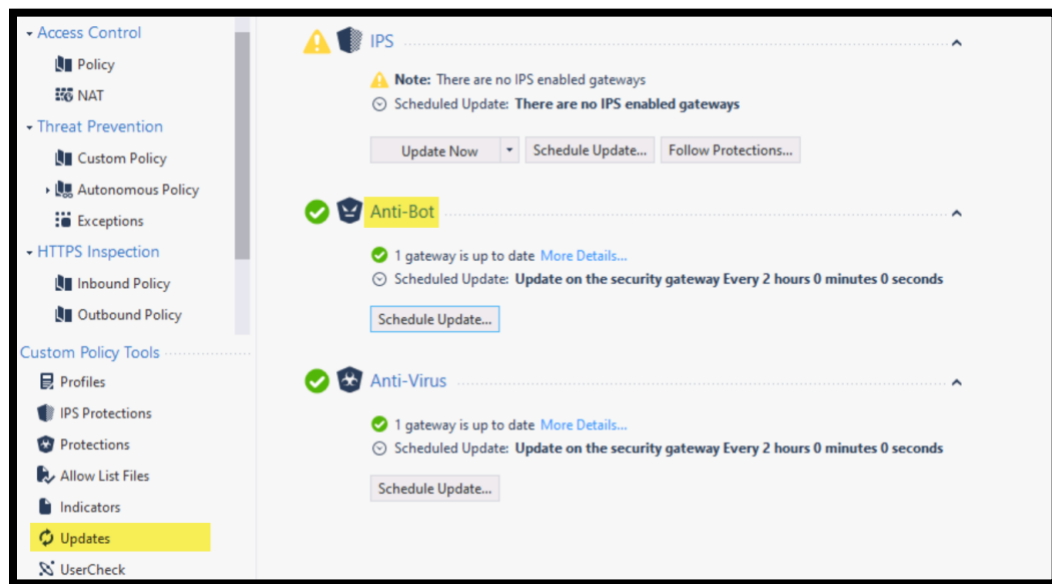 Access Control
Policy
NAT
Threat Prevention
Custom Policy
Autonomous Policy
Exceptions
HTTPS Inspection
Inbound Policy
Outbound Policy
Custom Policy Tools
Profiles
IPS Protections
Protections
Allow List Files
Indicators
Updates
UserCheck
IPS
Note: There are no IPS enabled gateways
Scheduled Update: There are no IPS enabled gateways
Update Now Schedule Update... Follow Protections...
Anti-Bot
1 gateway is up to date More Details...
Scheduled Update: Update on the security gateway Every 2 hours 0 minutes 0 seconds
Schedule Update...
Anti-Virus
1 gateway is up to date More Details...
Scheduled Update: Update on the security gateway Every 2 hours 0 minutes 0 seconds
Schedule Update...